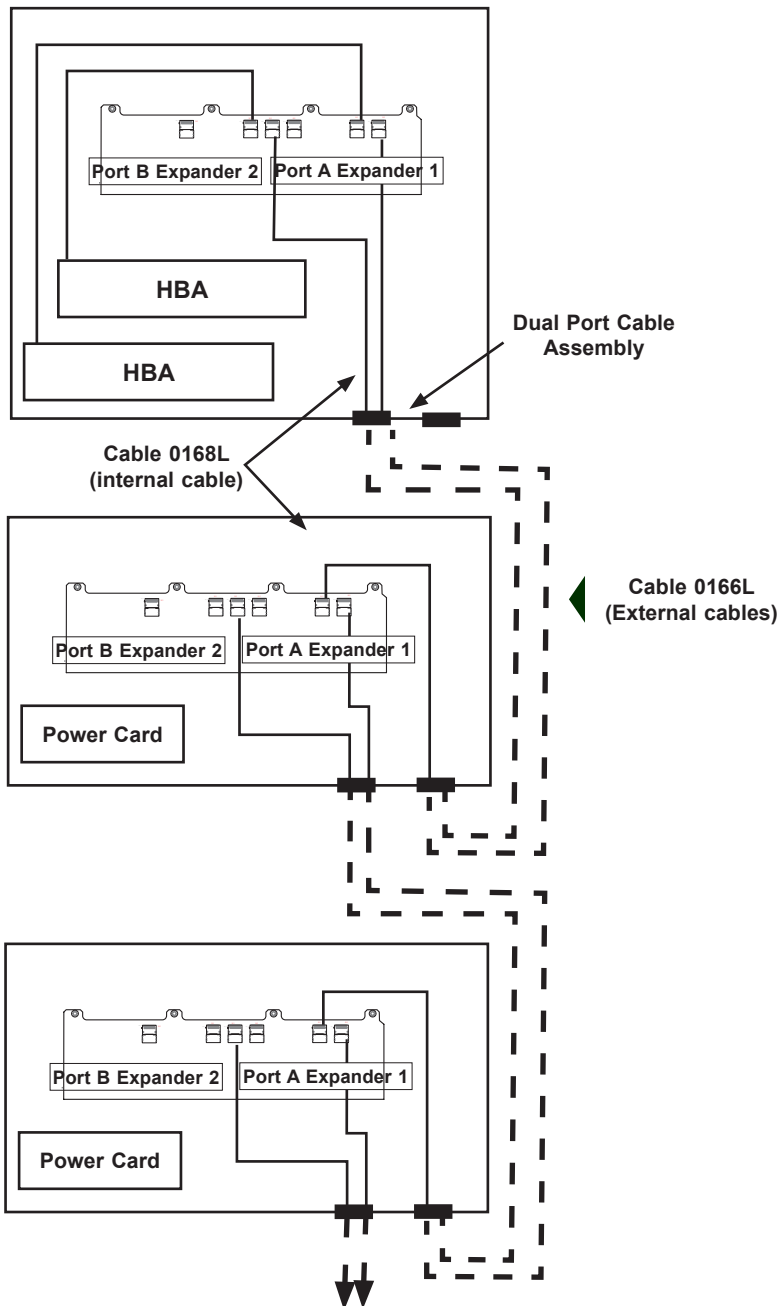 Port B Expander 2
Port A Expander 1
HBA
HBA
Dual Port Cable
Assembly
Cable 0168L
(internal cable)
Cable 0166L
(External cables)
Port B Expander 2
Port A Expander 1
Power Card
Port B Expander 2
Port A Expander 1
Power Card